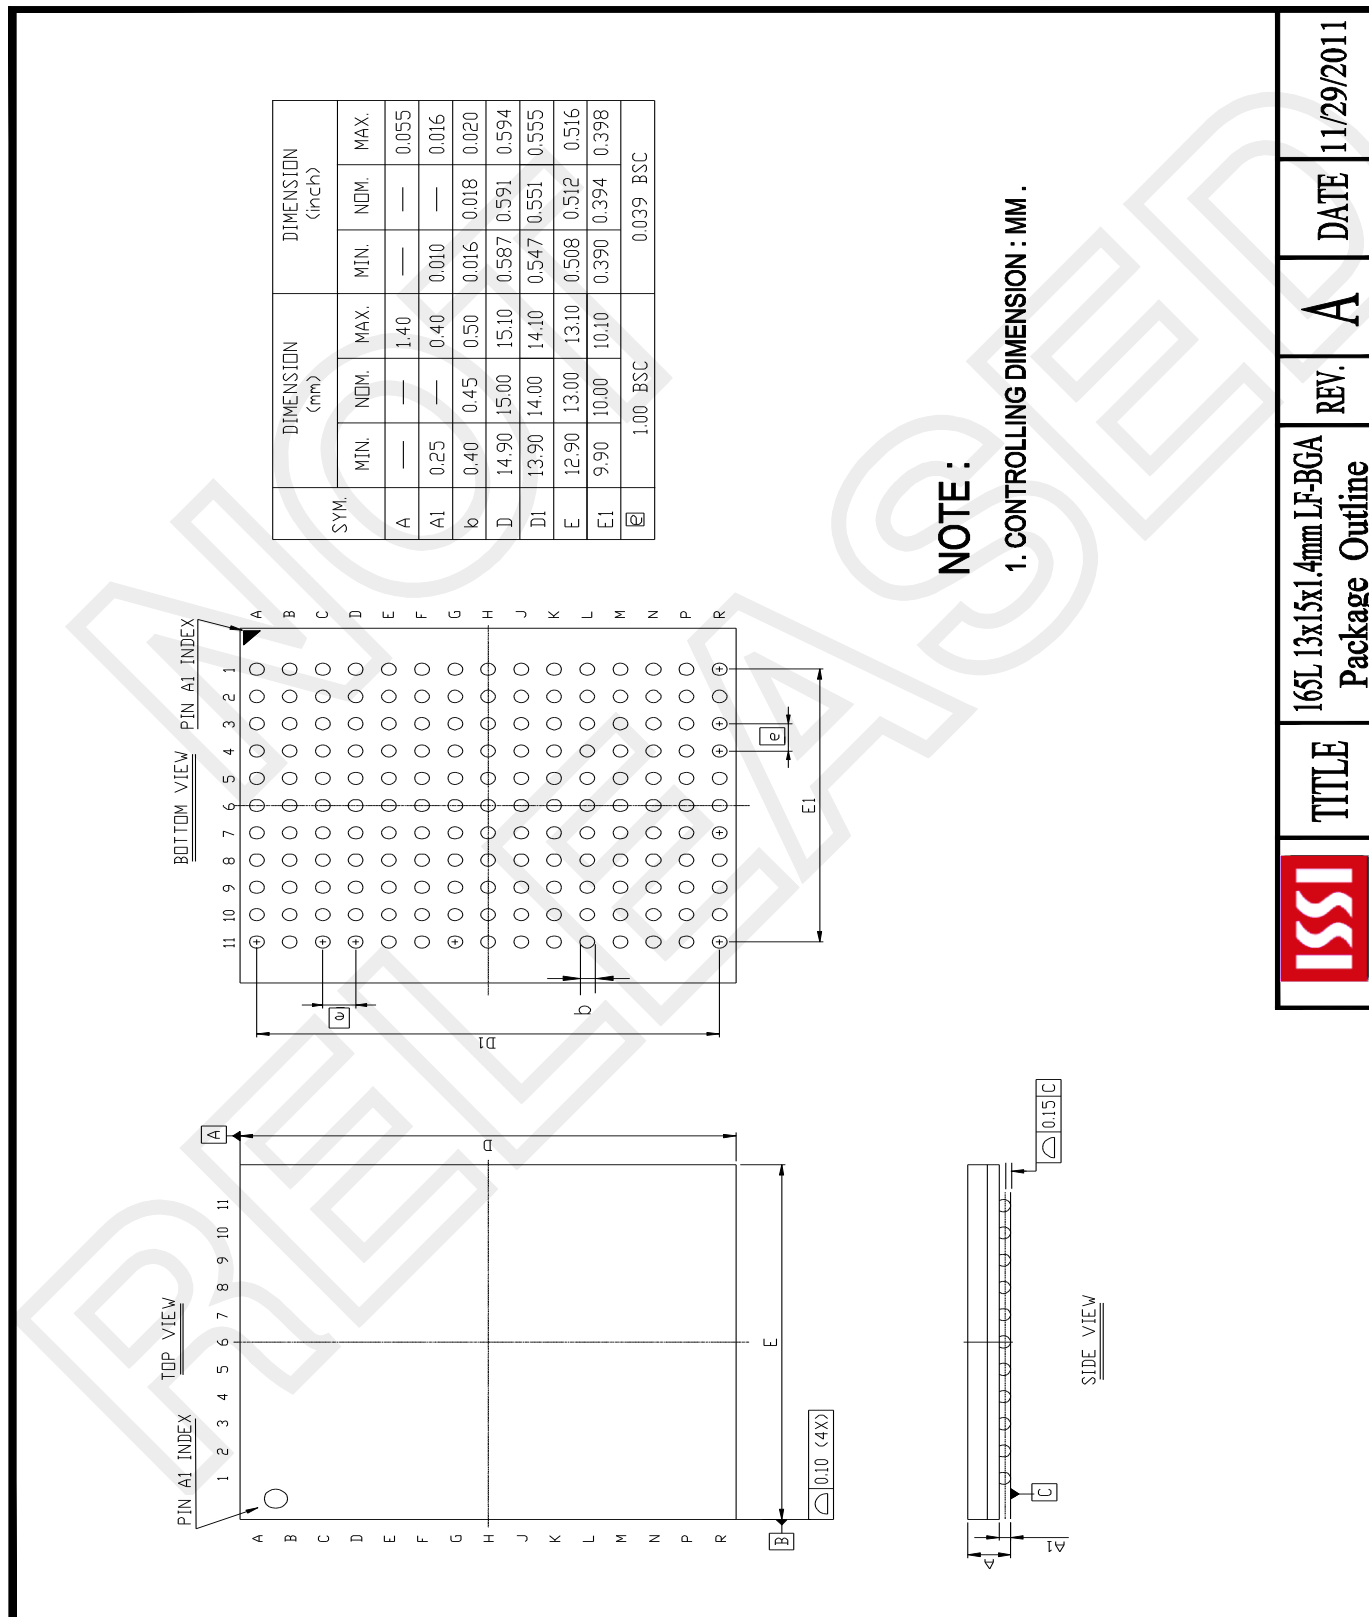 TOP VIEW
PIN A1 INDEX
1 2 3 4 5 6 7 8 9 10 11
A
B
C
D
E
F
G
H
J
K
L
M
N
P
R
A
D
E
B
0.10 (4X)
BOTTOM VIEW
PIN A1 INDEX
11 10 9 8 7 6 5 4 3 2 1
A
B
C
D
E
F
G
H
J
K
L
M
N
P
R
e
D1
b
e
E1
SYM. DIMENSION (mm) DIMENSION (inch)
MIN. NOM. MAX. MIN. NOM. MAX.
A — — 1.40 — — 0.055
A1 0.25 — 0.40 0.010 — 0.016
b 0.40 0.45 0.50 0.016 0.018 0.020
D 14.90 15.00 15.10 0.587 0.591 0.594
D1 13.90 14.00 14.10 0.547 0.551 0.555
E 12.90 13.00 13.10 0.508 0.512 0.516
E1 9.90 10.00 10.10 0.390 0.394 0.398
e 1.00 BSC 0.039 BSC
SIDE VIEW
A
A1
C
0.15 C
NOTE :
1. CONTROLLING DIMENSION : MM .
NOT
RELEASED
ISSI
TITLE
165L 13x15x1.4mm LF-BGA
Package Outline
REV.
A
DATE
11/29/2011